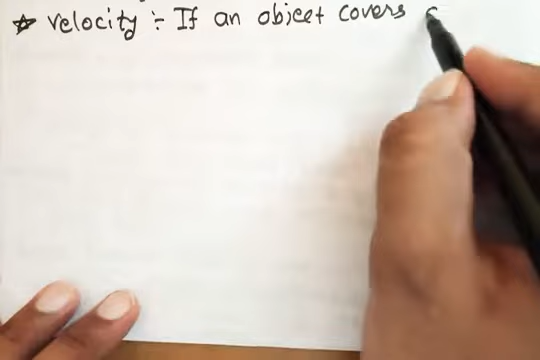 ★ velocity :- If an object covers